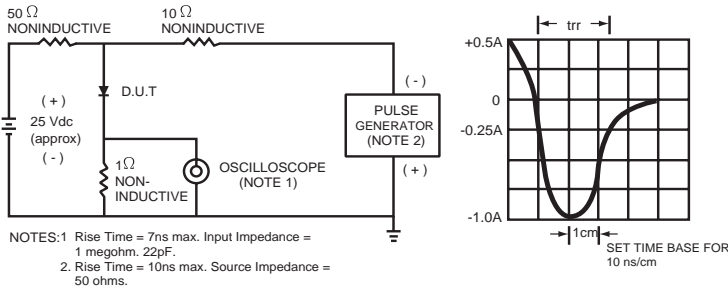 50 Ω
NONINDUCTIVE
10 Ω
NONINDUCTIVE
(+)
25 Vdc
(approx)
(-)
D.U.T
1Ω
NON-
INDUCTIVE
OSCILLOSCOPE
(NOTE 1)
(-)
PULSE
GENERATOR
(NOTE 2)
(+)
NOTES:1 Rise Time = 7ns max. Input Impedance =
1 megohm. 22pF.
2. Rise Time = 10ns max. Source Impedance =
50 ohms.
trr
+0.5A
0
-0.25A
-1.0A
1cm
SET TIME BASE FOR
10 ns/cm